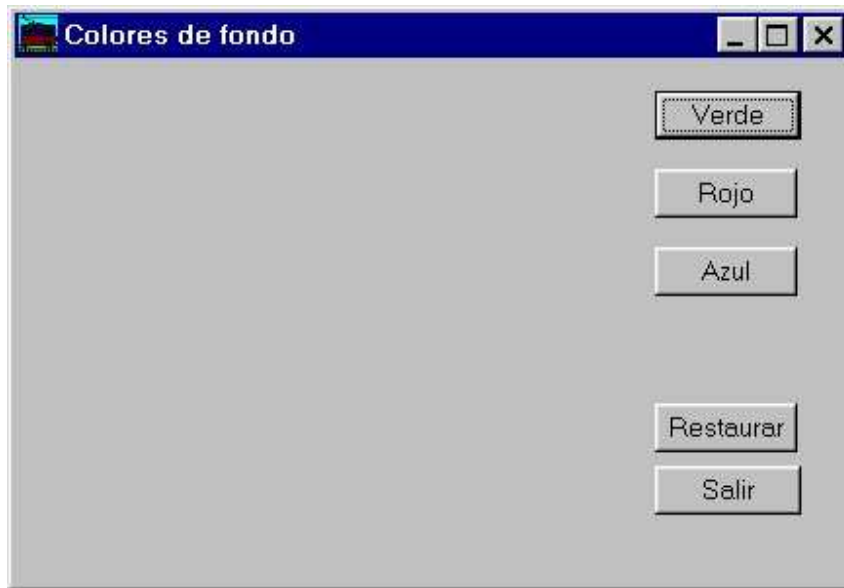 Colores de fondo
Verde
Rojo
Azul
Restaurar
Salir